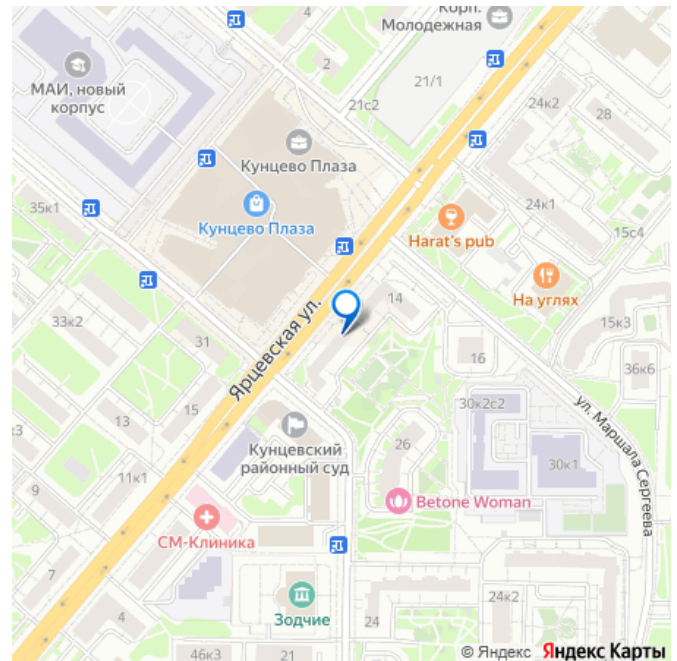 Корп.
Молодежная
2
21/1
МАИ, новый
корпус
21с2
24к2
28
Кунцево Плаза
35к1
24к1
Кунцево Плаза
Harat's pub
15с4
На углях
14
33к2
31
Ярцевская ул.
15к3
16
36к6
15
13
30к2с2
ул. Маршала Сергеева
Кунцевский
районный суд
26
30к1
11к1
9
Betone Woman
СМ-Клиника
7
4
Зодчие
24
24к2
46к3
21
© Яндекс Яндекс Карты